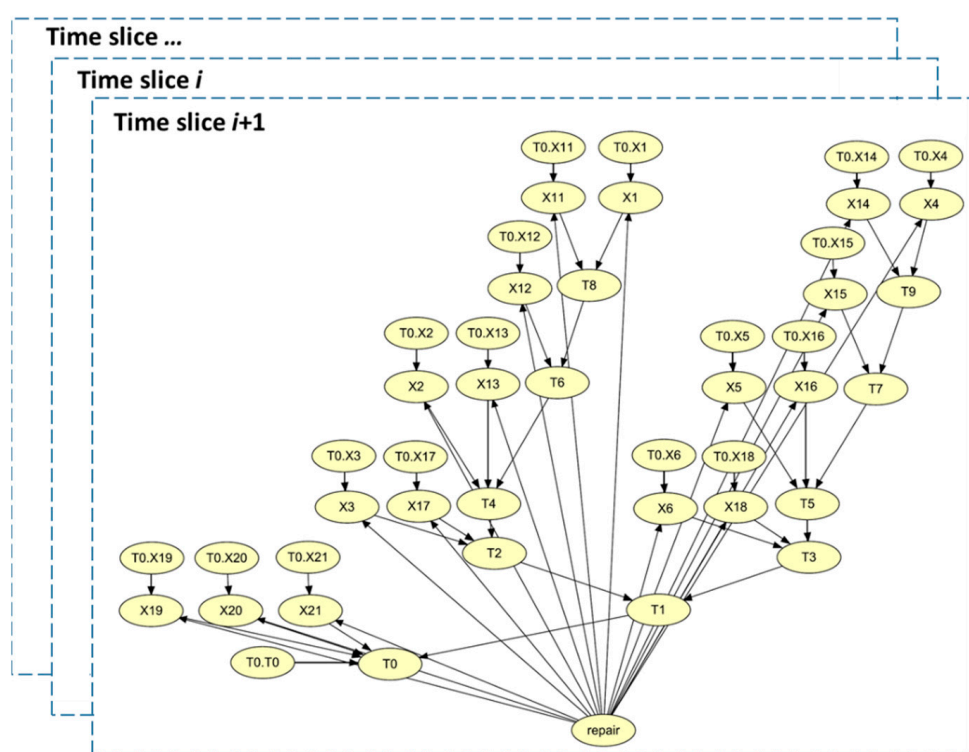 Time slice ...
Time slice i
Time slice i+1
T0.X11 T0.X1
T0.X14 T0.X4
X11 X1
X14 X4
T0.X12
T0.X15
X12 T8
X15 T9
T0.X2 T0.X13
T0.X5 T0.X16
X2 X13 T6
X5 X16 T7
T0.X3 T0.X17
T0.X6 T0.X18
X3 X17 T4
X6 X18 T5
T2
T3
T0.X19 T0.X20 T0.X21
X19 X20 X21
T1
T0.T0 T0
repair